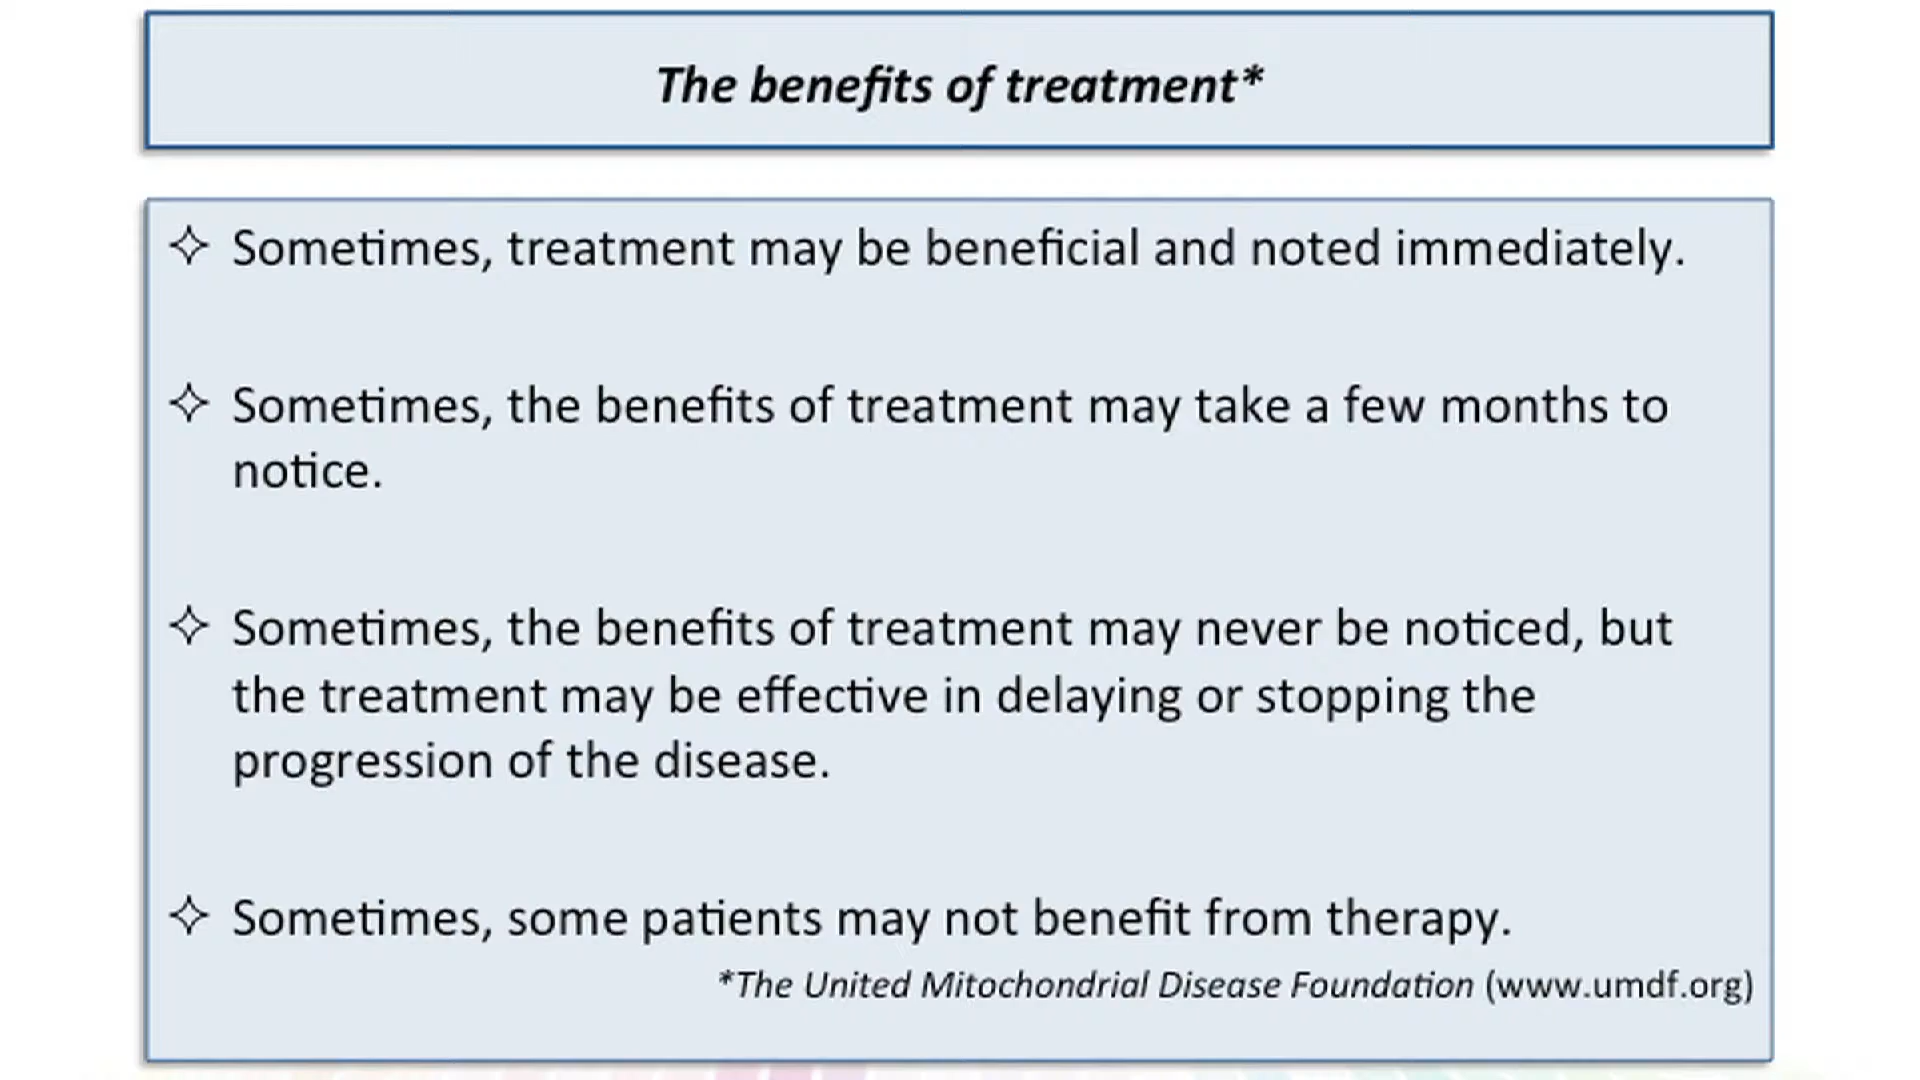 The benefits of treatment*
✧ Sometimes, treatment may be beneficial and noted immediately.
✧ Sometimes, the benefits of treatment may take a few months to
notice.
✧ Sometimes, the benefits of treatment may never be noticed, but
the treatment may be effective in delaying or stopping the
progression of the disease.
✧ Sometimes, some patients may not benefit from therapy.
*The United Mitochondrial Disease Foundation (www.umdf.org)